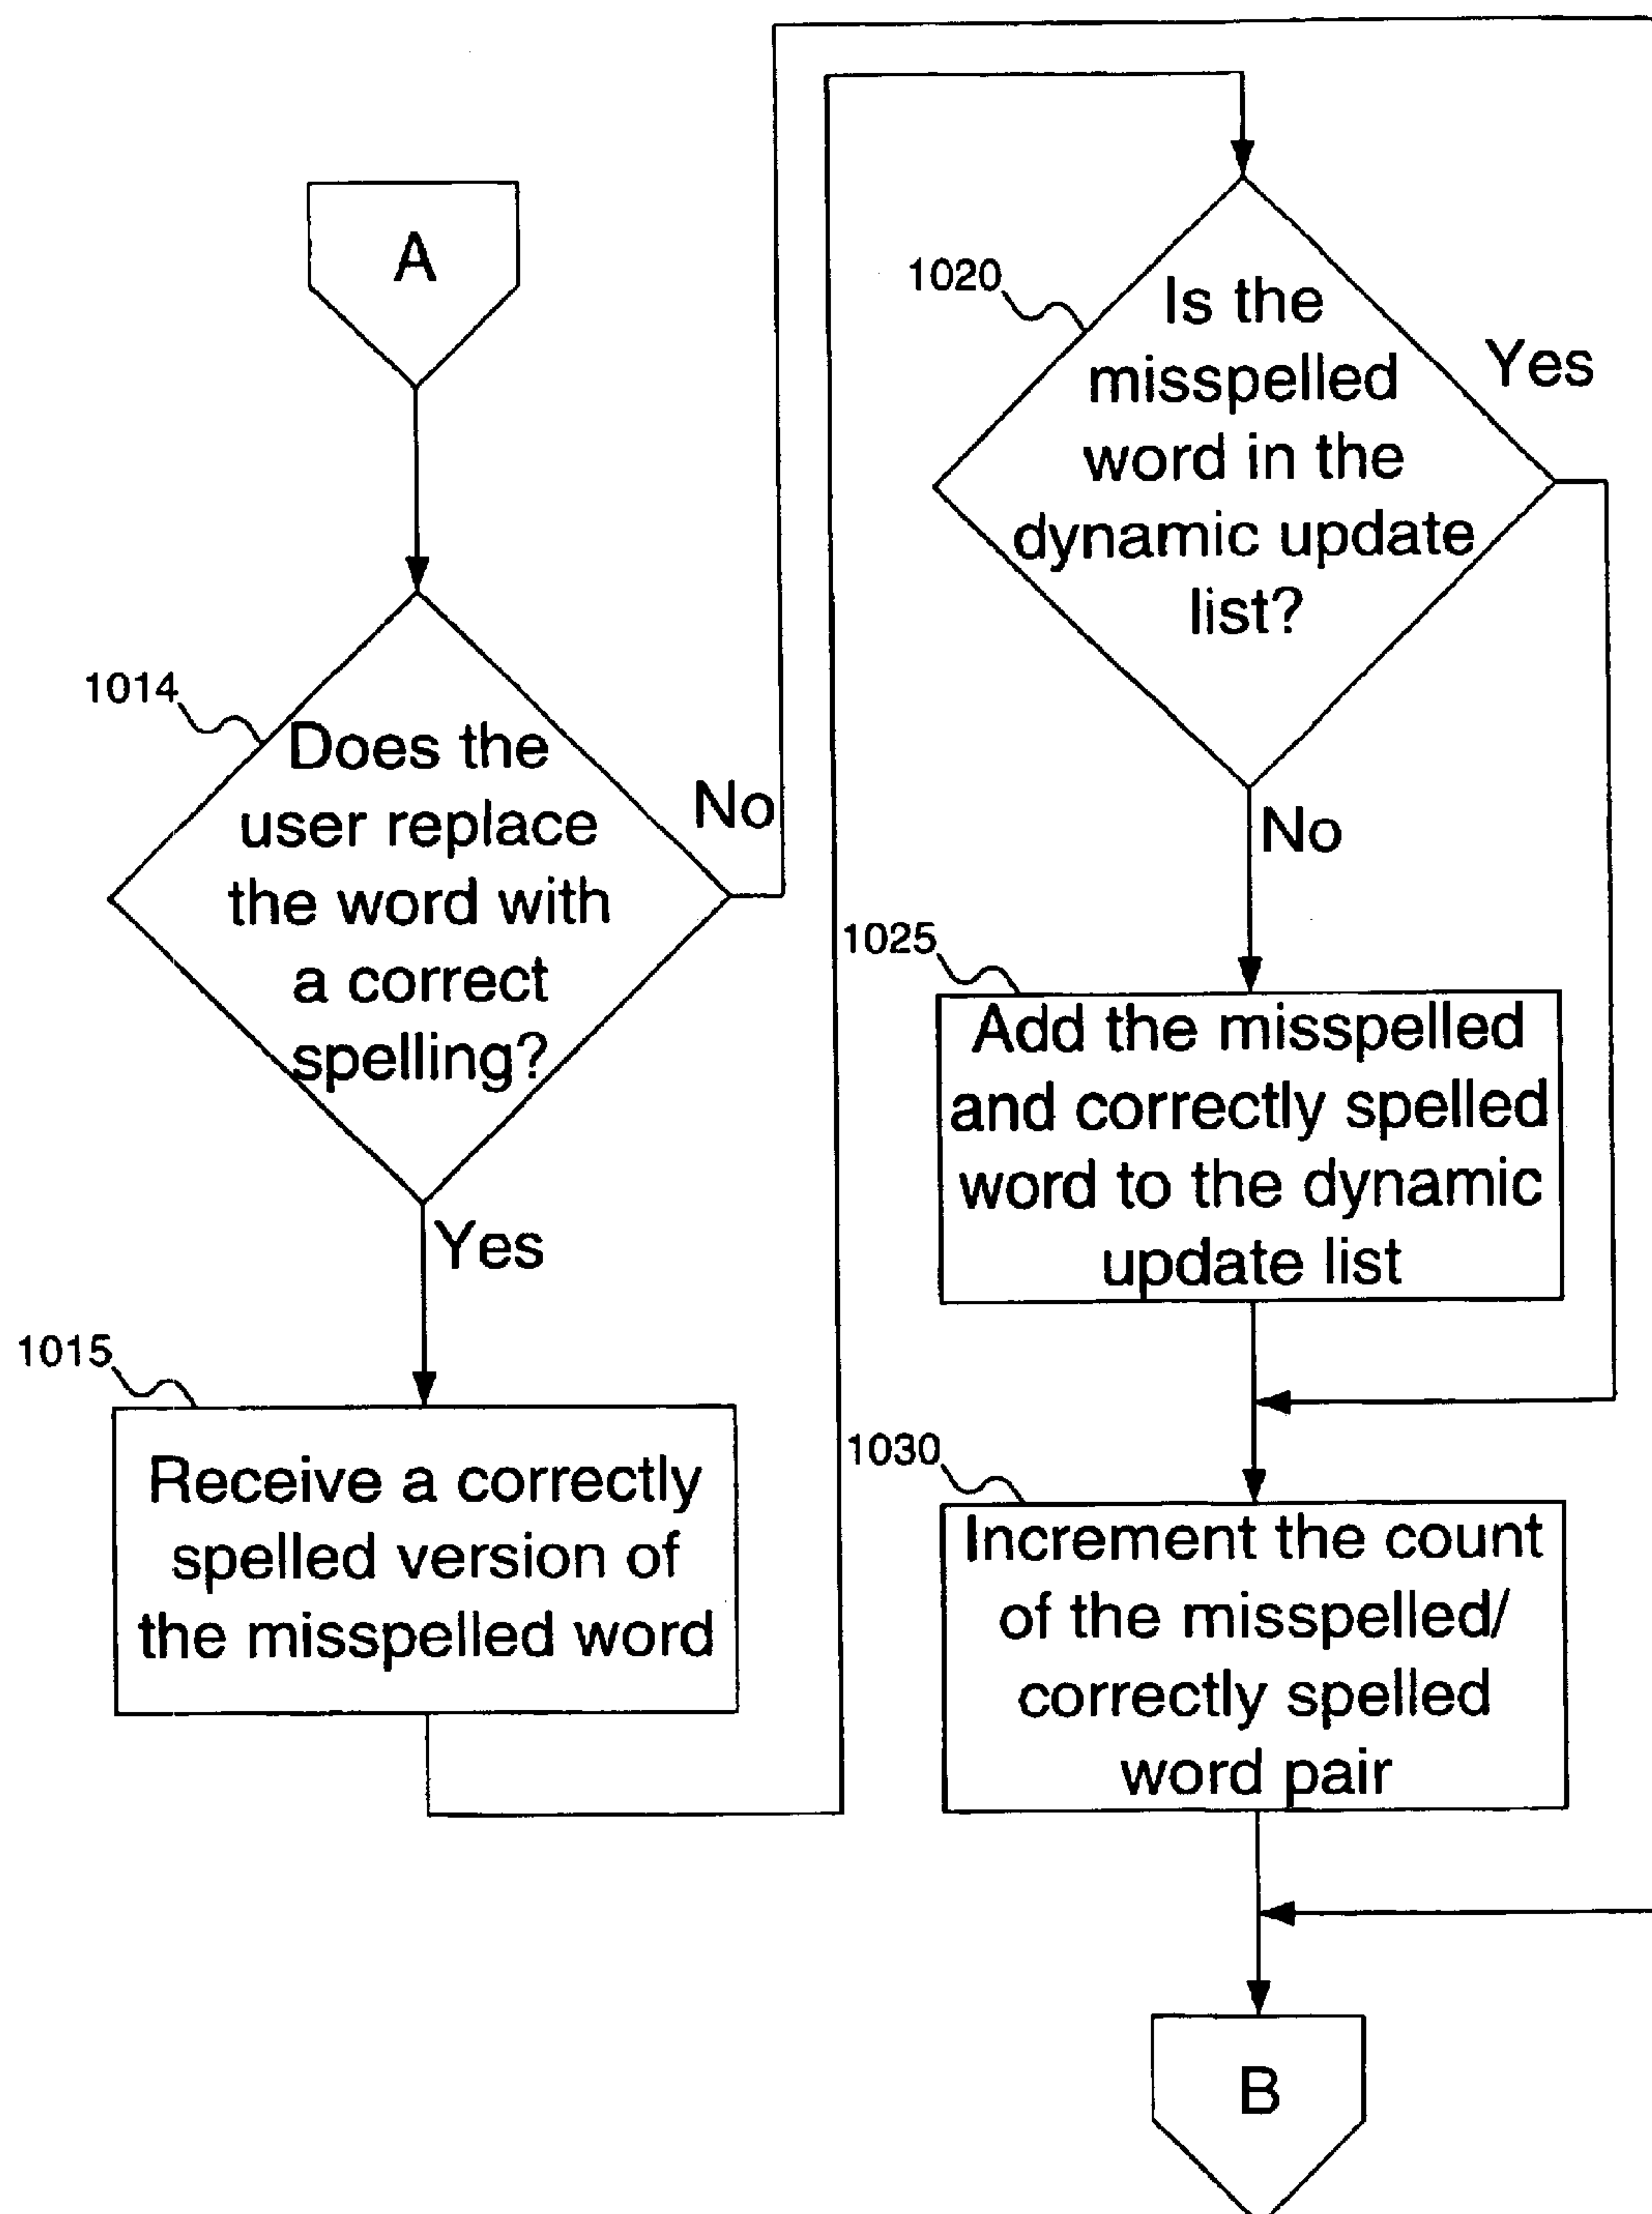 A
1014
Does the
user replace
the word with
a correct
spelling?
No
Yes
1015
Receive a correctly
spelled version of
the misspelled word
1020
Is the
misspelled
word in the
dynamic update
list?
Yes
No
1025
Add the misspelled
and correctly spelled
word to the dynamic
update list
1030
Increment the count
of the misspelled/
correctly spelled
word pair
B